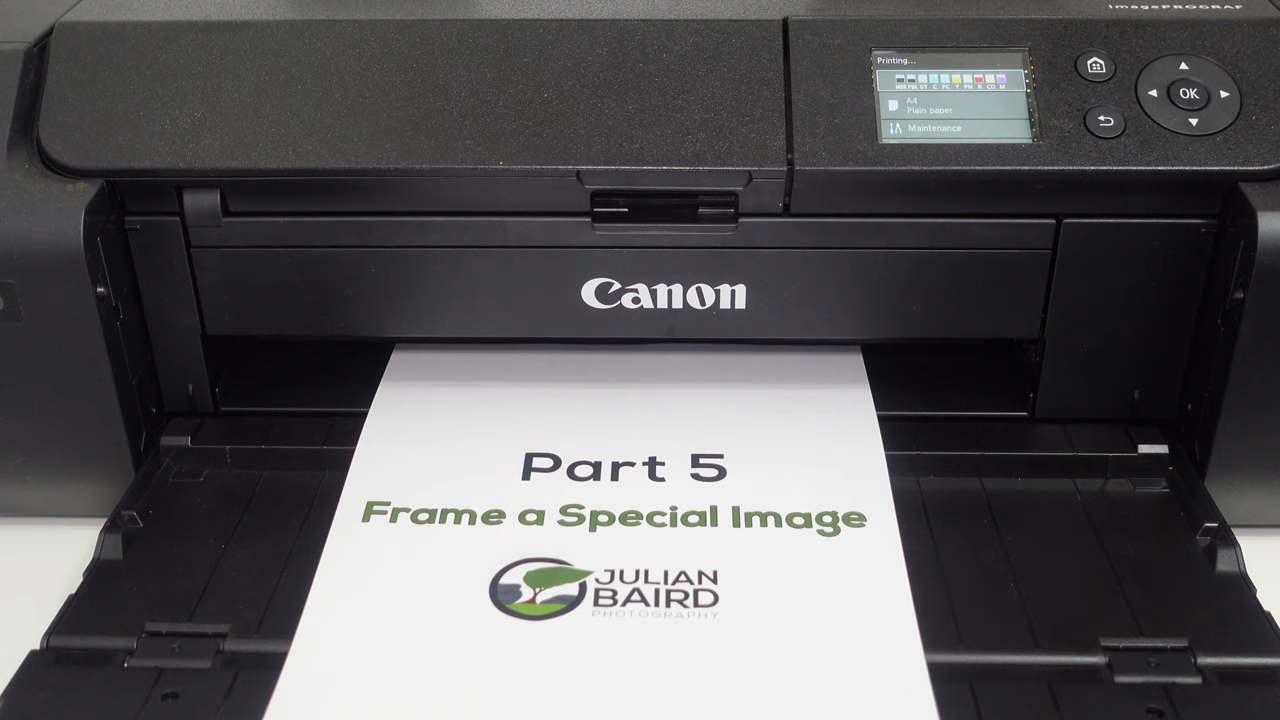 imagePROGRAF
Printing...
MBK PBK GY C PC Y PM R CO M
A4
Plain paper
Maintenance
OK
Canon
Part 5
Frame a Special Image
JULIAN
BAIRD
PHOTOGRAPHY